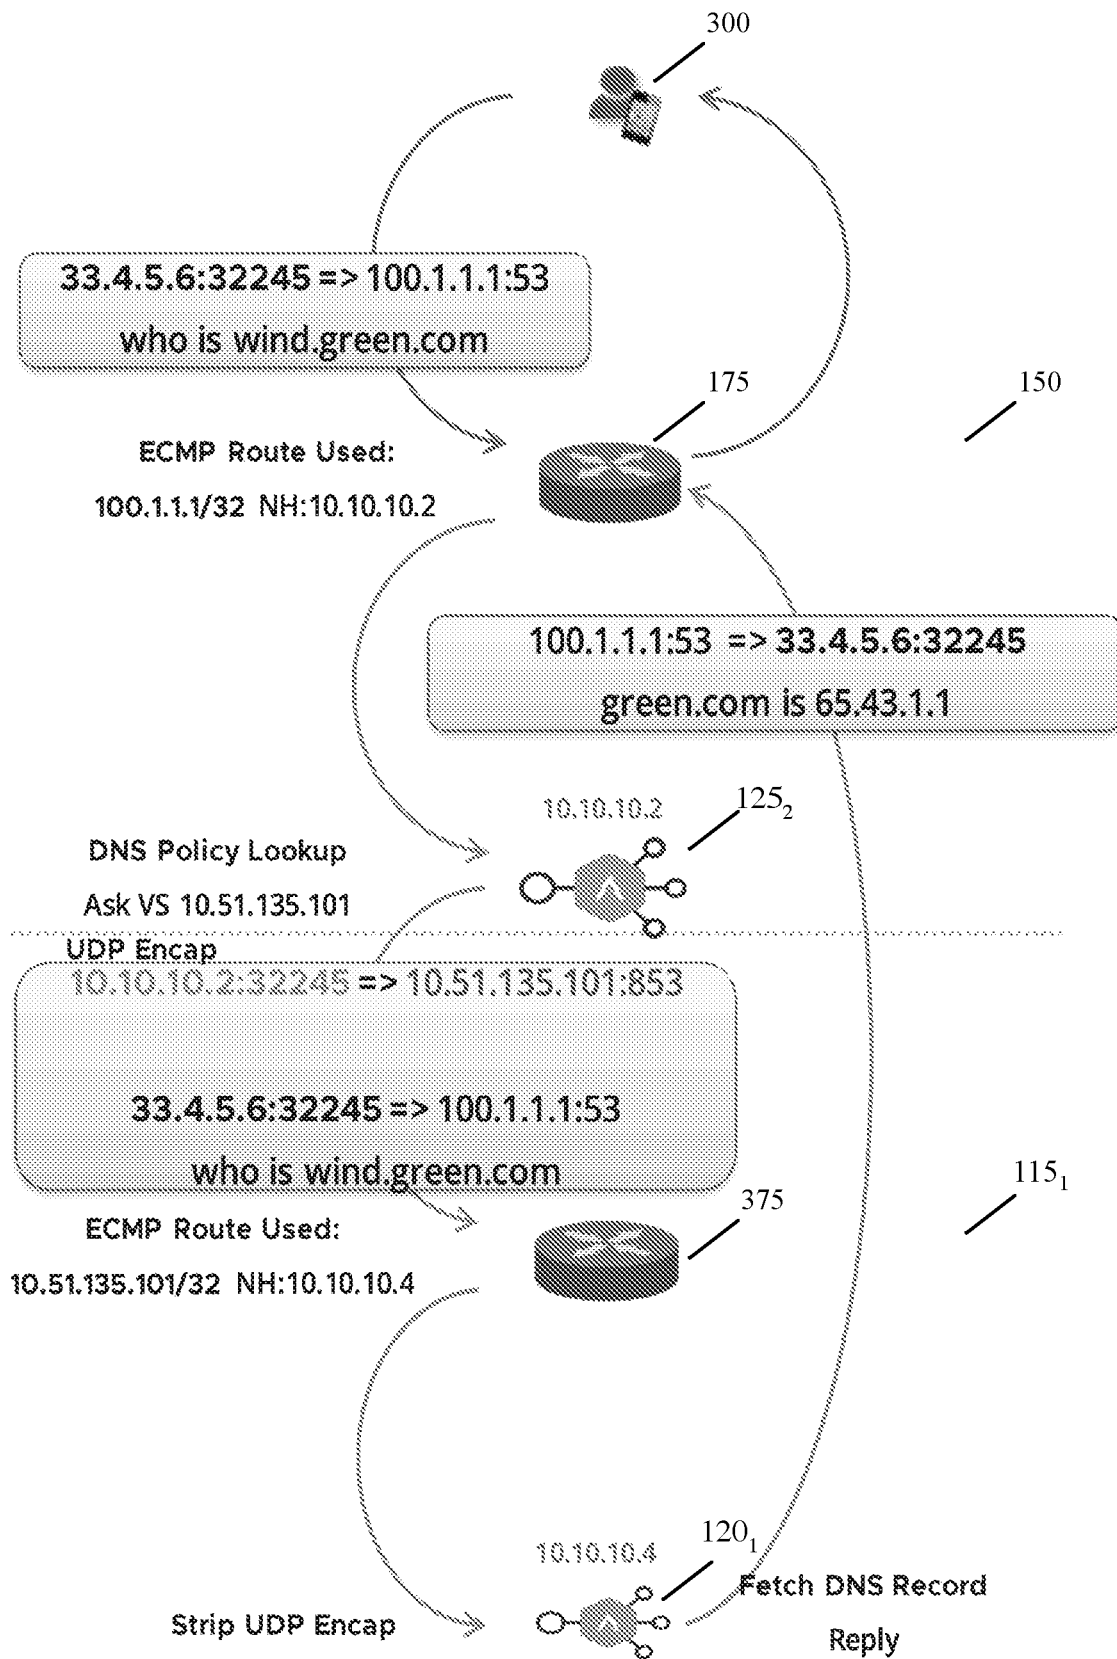 300
33.4.5.6:32245 => 100.1.1.1:53
who is wind.green.com
175
150
ECMP Route Used:
100.1.1.1/32 NH:10.10.10.2
100.1.1.1:53 => 33.4.5.6:32245
green.com is 65.43.1.1
10.10.10.2
125₂
DNS Policy Lookup
Ask VS 10.51.135.101
UDP Encap
10.10.10.2:32245 => 10.51.135.101:853
33.4.5.6:32245 => 100.1.1.1:53
who is wind.green.com
115₁
375
ECMP Route Used:
10.51.135.101/32 NH:10.10.10.4
10.10.10.4
120₁
Fetch DNS Record
Strip UDP Encap
Reply